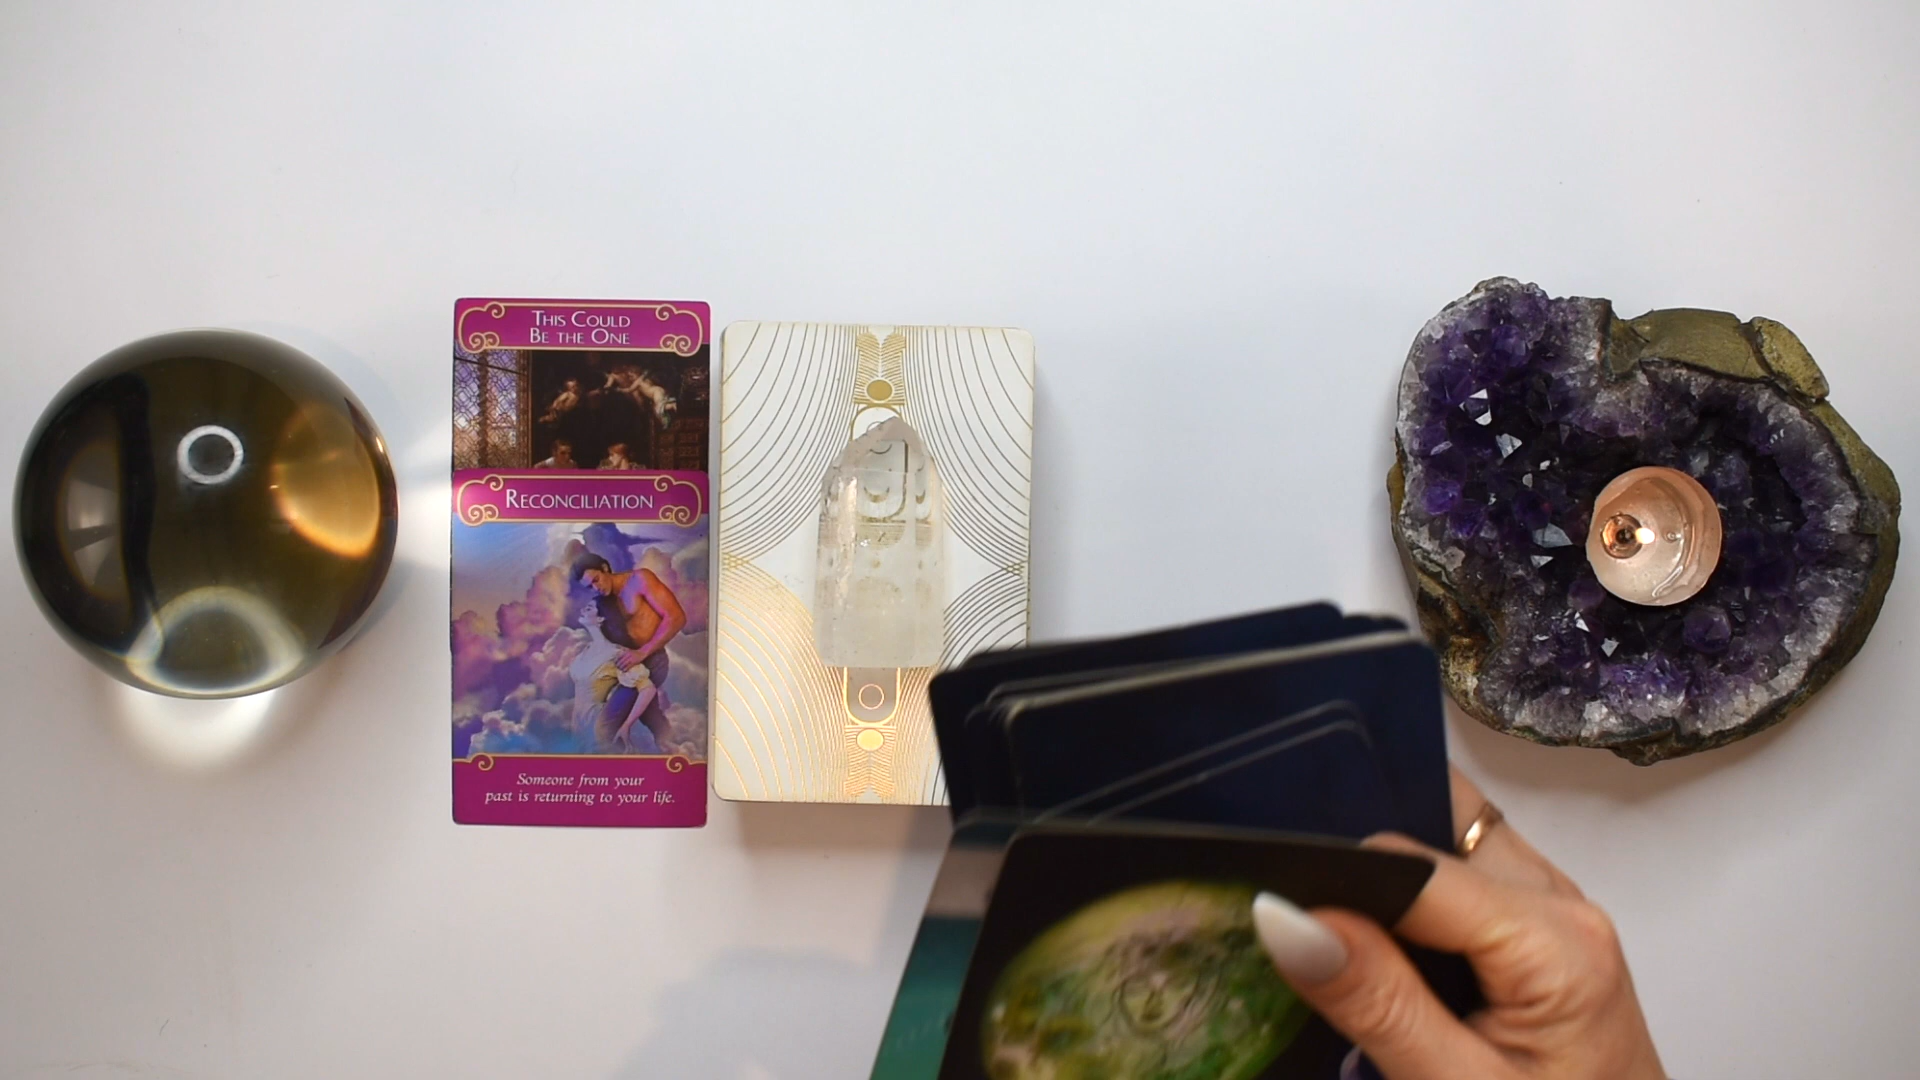 THIS COULD
BE THE ONE
RECONCILIATION
Someone from your
past is returning to your life.